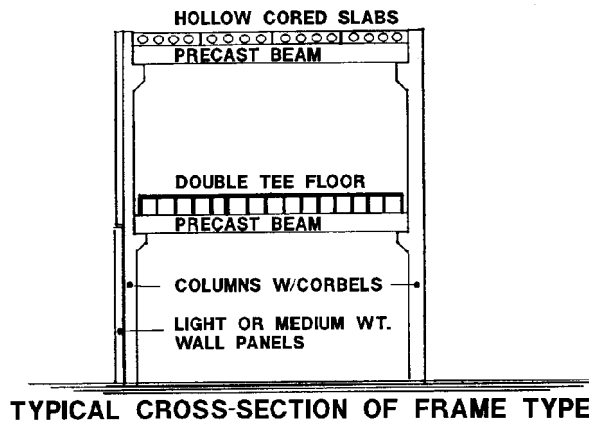 HOLLOW CORED SLABS
PRECAST BEAM
DOUBLE TEE FLOOR
PRECAST BEAM
COLUMNS W/CORBELS
LIGHT OR MEDIUM WT.
WALL PANELS
TYPICAL CROSS-SECTION OF FRAME TYPE